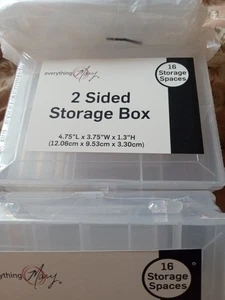 everything Mary
16
Storage
Spaces
2 Sided
Storage Box
4.75"L x 3.75"W x 1.3"H
(12.06cm x 9.53cm x 3.30cm)
everything Mary
16
Storage
Spaces